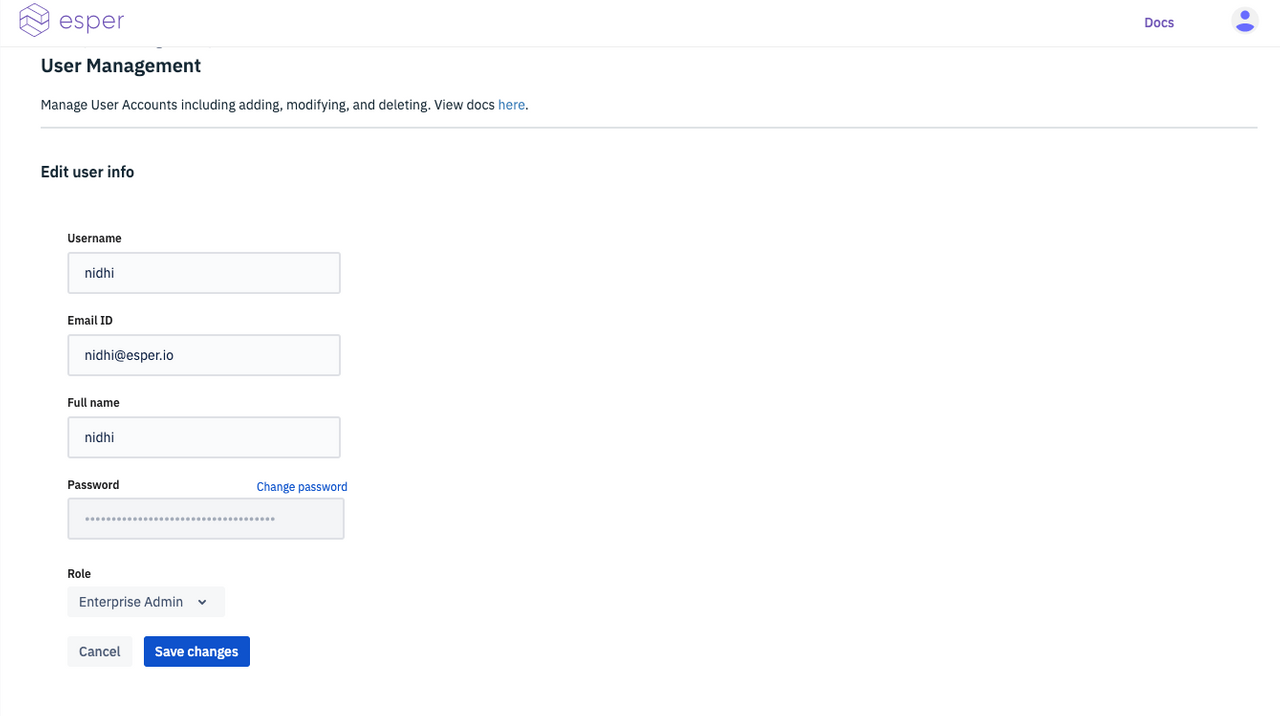 esper
Docs
User Management
Manage User Accounts including adding, modifying, and deleting. View docs here.
Edit user info
Username
nidhi
Email ID
nidhi@esper.io
Full name
nidhi
Password Change password
Role
Enterprise Admin
Cancel Save changes